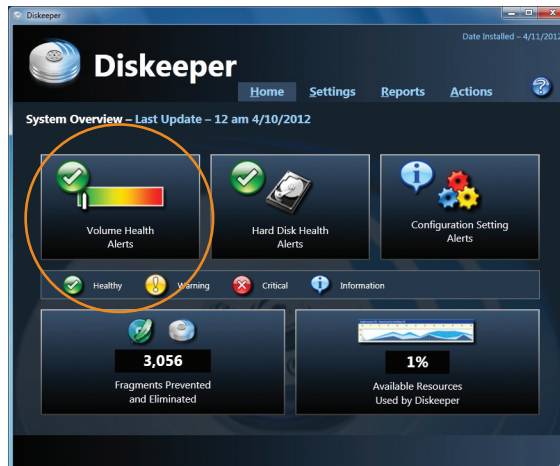 Diskeeper
Date Installed – 4/11/2012
Diskeeper
Home Settings Reports Actions
System Overview – Last Update – 12 am 4/10/2012
Volume Health
Alerts
Hard Disk Health
Alerts
Configuration Setting
Alerts
Healthy Warning Critical Information
3,056
Fragments Prevented
and Eliminated
1%
Available Resources
Used by Diskeeper